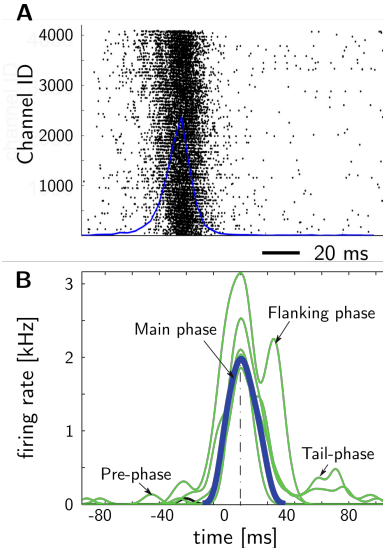 A
4000
3000
2000
1000
Channel ID
20 ms
B
3
2
1
0
firing rate [kHz]
Main phase
Flanking phase
Pre-phase
Tail-phase
-80
-40
0
40
80
time [ms]